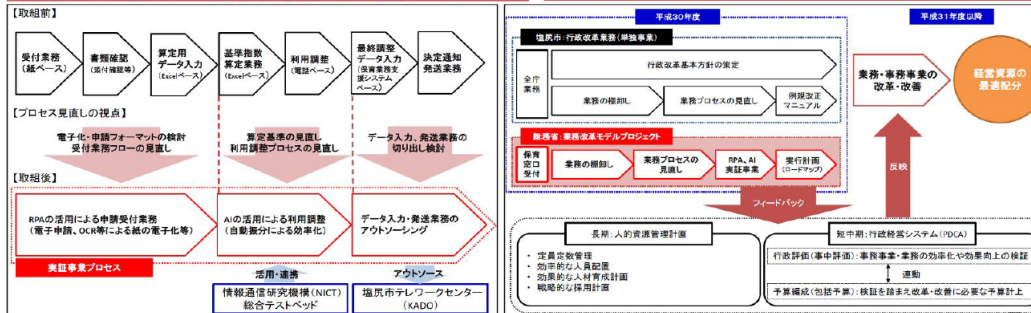 【取組前】
受付業務
(紙ベース)
書類確認
(添付確認等)
算定用
データ入力
(Excelベース)
基準指数
算定業務
(Excelベース)
利用調整
(電話ベース)
最終調整
データ入力
(保育業務支
援システム
ベース)
決定通知
発送業務
【プロセス見直しの視点】
電子化・申請フォーマットの検討
受付業務フローの見直し
算定基準の見直し
利用調整プロセスの見直し
データ入力、発送業務の
切り出し検討
【取組後】
RPAの活用による申請受付業務
(電子申請、OCR等による紙の電子化等)
AIの活用による利用調整
(自動振分による効率化)
データ入力・発送業務の
アウトソーシング
実証事業プロセス
活用・連携
アウトソース
情報通信研究機構(NICT)
総合テストベッド
塩尻市テレワークセンター
(KADO)
平成30年度
平成31年度以降
塩尻市:行政改革業務(単独事業)
全庁
業務
行政改革基本方針の策定
業務の棚卸し
業務プロセスの見直し
例規改正
マニュアル
総務省:業務改革モデルプロジェクト
保育
窓口
受付
業務の棚卸し
業務プロセスの
見直し
RPA、AI
実証事業
実行計画
(ロードマップ)
業務・事務事業の
改革・改善
経営資源の
最適配分
フィードバック
反映
長期:人的資源管理計画
・ 定員定数管理
・ 効率的な人員配置
・ 効果的な人材育成計画
・ 戦略的な採用計画
短中期:行政経営システム(PDCA)
行政評価(事中評価):事務事業・業務の効率化や効果向上の検証
連動
予算編成(包括予算):検証を踏まえ改革・改善に必要な予算計上